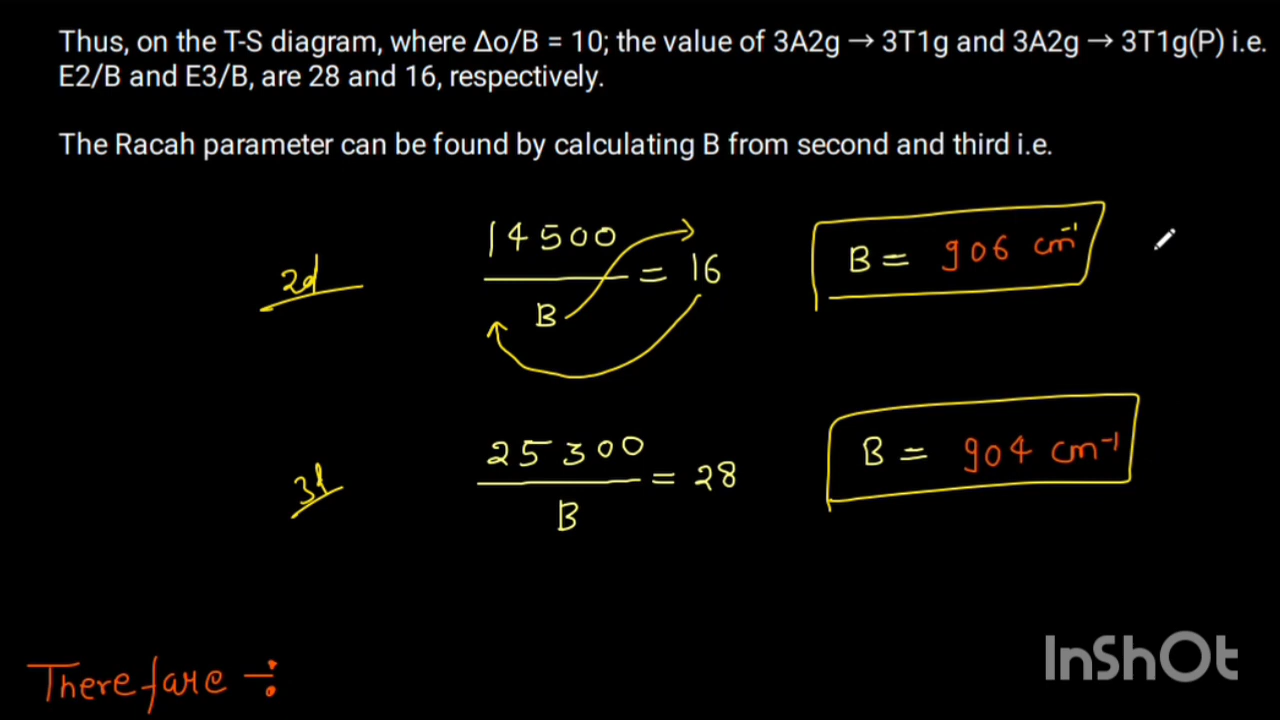 Thus, on the T-S diagram, where Δo/B = 10; the value of 3A2g → 3T1g and 3A2g → 3T1g(P) i.e.
E2/B and E3/B, are 28 and 16, respectively.
The Racah parameter can be found by calculating B from second and third i.e.
2d 14500/B = 16 B = 906 cm⁻¹
3d 25300/B = 28 B = 904 cm⁻¹
Therefore ÷
InShOt